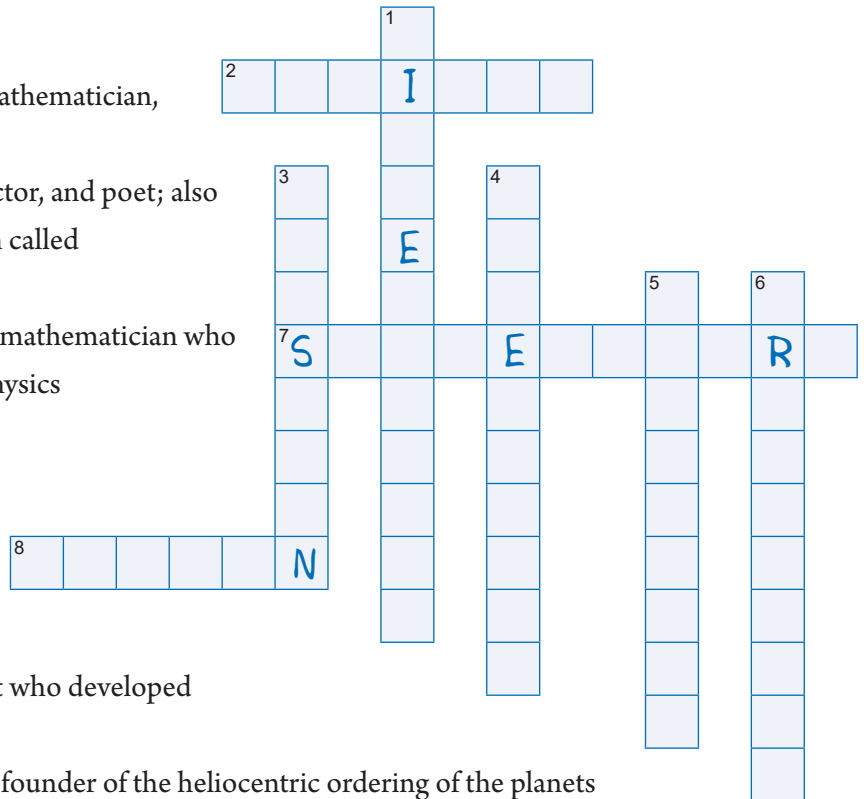 1
2
I
athematician,
3
4
ctor, and poet; also
E
n called
5
6
mathematician who
7
S
E
R
hysics
8
N
t who developed
founder of the heliocentric ordering of the planets